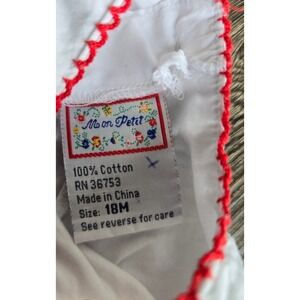 Mon Petit
100% Cotton
RN 36753
Made in China
Size: 18M
See reverse for care